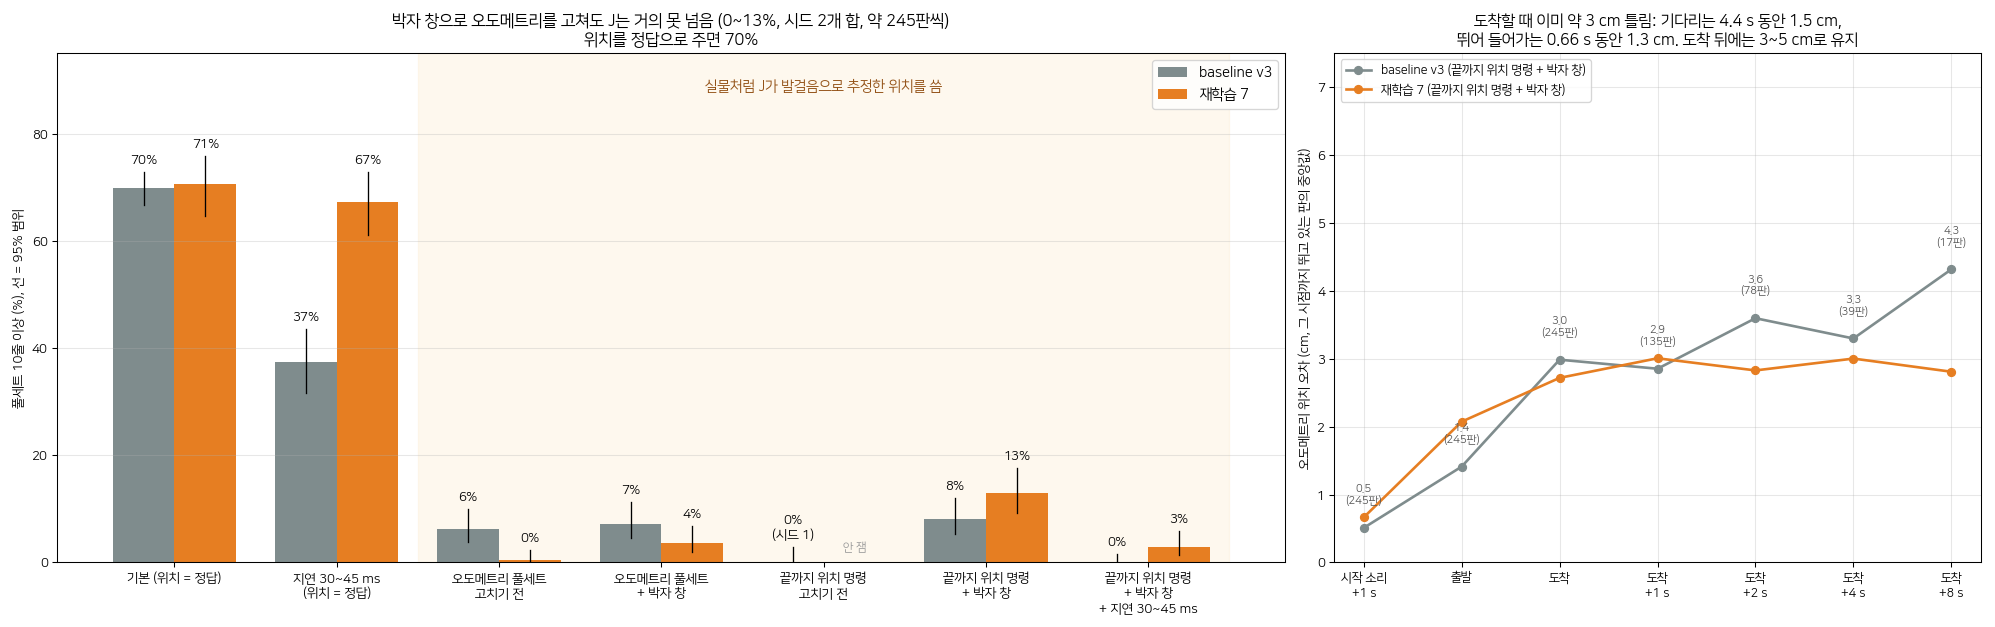 박자 창으로 오도메트리를 고쳐도 J는 거의 못 넘음 (0~13%, 시드 2개 합, 약 245판씩)
위치를 정답으로 주면 70%
풀세트 10줄 이상 (%), 선 = 95% 범위
80
60
40
20
0
실물처럼 J가 발걸음으로 추정한 위치를 씀
baseline v3
재학습 7
70%
71%
37%
67%
6%
0%
7%
4%
0%
(시드 1)
안 잼
8%
13%
0%
3%
기본 (위치 = 정답)
지연 30~45 ms
(위치 = 정답)
오도메트리 풀세트
고치기 전
오도메트리 풀세트
+ 박자 창
끝까지 위치 명령
고치기 전
끝까지 위치 명령
+ 박자 창
끝까지 위치 명령
+ 박자 창
+ 지연 30~45 ms
도착할 때 이미 약 3 cm 틀림: 기다리는 4.4 s 동안 1.5 cm,
뛰어 들어가는 0.66 s 동안 1.3 cm. 도착 뒤에는 3~5 cm로 유지
오도메트리 위치 오차 (cm, 그 시점까지 뛰고 있는 판의 중앙값)
7
6
5
4
3
2
1
0
baseline v3 (끝까지 위치 명령 + 박자 창)
재학습 7 (끝까지 위치 명령 + 박자 창)
0.5
(245판)
1.4
(245판)
3.0
(245판)
2.9
(135판)
3.6
(78판)
3.3
(39판)
4.3
(17판)
시작 소리
+1 s
출발
도착
도착
+1 s
도착
+2 s
도착
+4 s
도착
+8 s